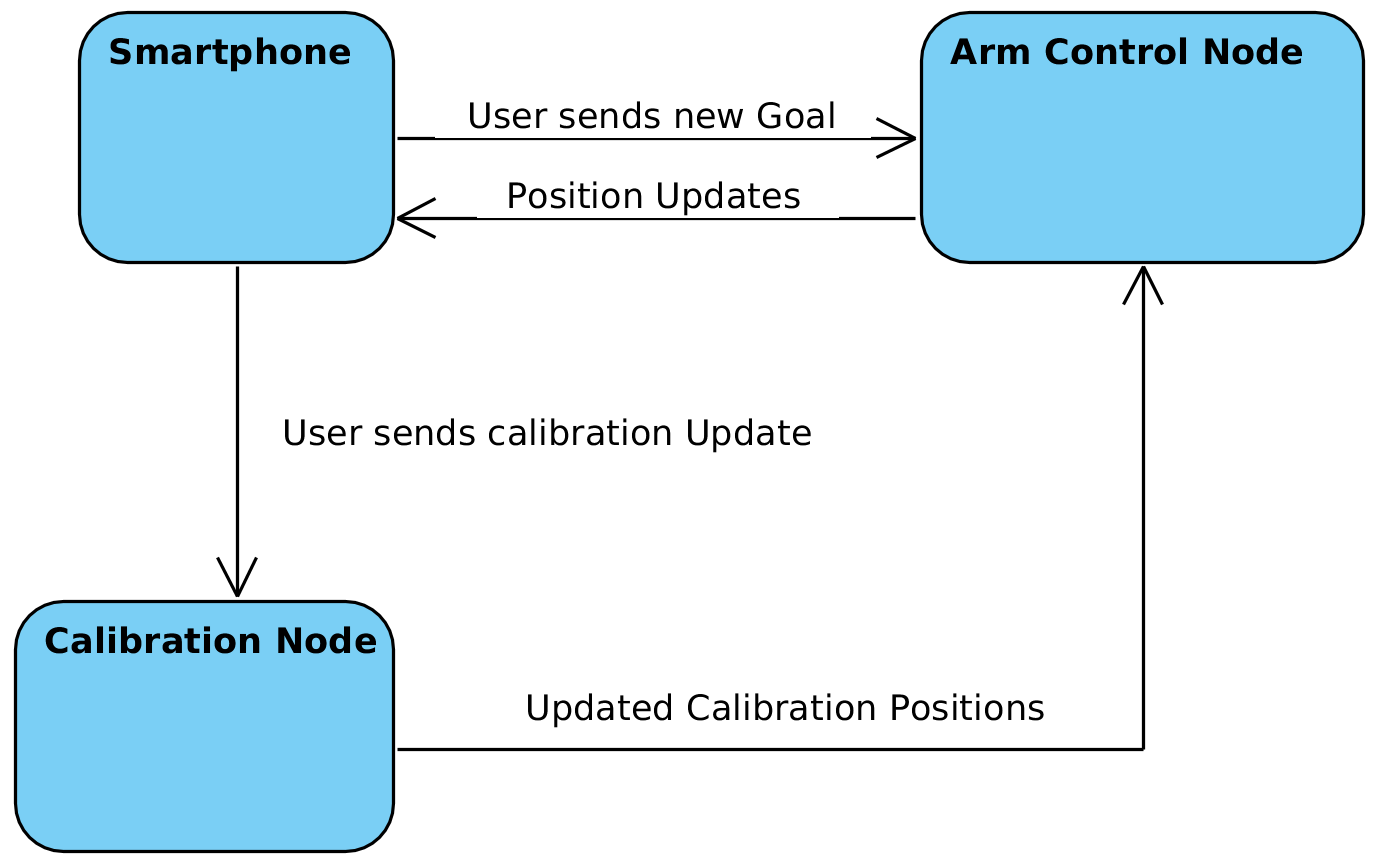 Smartphone
Arm Control Node
User sends new Goal
Position Updates
User sends calibration Update
Calibration Node
Updated Calibration Positions